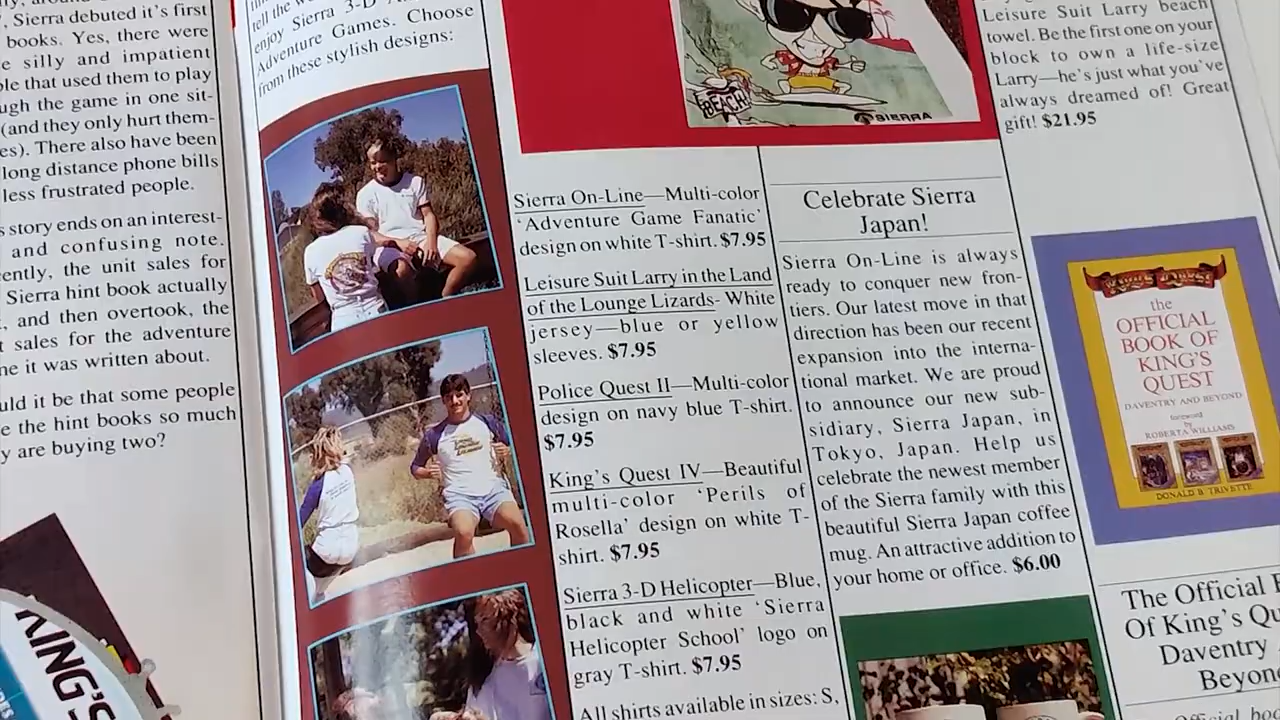 , Sierra debuted it's first
books. Yes, there were
silly and impatient
that used them to play
the game in one sit-
(and they only hurt them-
There also have been
long distance phone bills
less frustrated people.
story ends on an interest-
and confusing note.
the unit sales for
Sierra hint book actually
and then overtook, the
sales for the adventure
it was written about.
it be that some people
the hint books so much
are buying two?
KING'S
tell the
enjoy Sierra 3-D
Adventure Games. Choose
from these stylish designs:
BEACH
SIERRA
Sierra On-Line—Multi-color
'Adventure Game Fanatic'
design on white T-shirt. $7.95
Leisure Suit Larry in the Land
of the Lounge Lizards- White
jersey—blue or yellow
sleeves. $7.95
Police Quest II—Multi-color
design on navy blue T-shirt.
$7.95
King's Quest IV—Beautiful
multi-color 'Perils of
Rosella' design on white T-
shirt. $7.95
Sierra 3-D Helicopter—Blue,
black and white 'Sierra
Helicopter School' logo on
gray T-shirt. $7.95
All shirts available in sizes: S,
Celebrate Sierra
Japan!
Sierra On-Line is always
ready to conquer new fron-
tiers. Our latest move in that
direction has been our recent
expansion into the interna-
tional market. We are proud
to announce our new sub-
sidiary, Sierra Japan, in
Tokyo, Japan. Help us
celebrate the newest member
of the Sierra family with this
beautiful Sierra Japan coffee
mug. An attractive addition to
your home or office. $6.00
Leisure Suit Larry beach
towel. Be the first one on your
block to own a life-size
Larry—he's just what you've
always dreamed of! Great
gift! $21.95
the
OFFICIAL
BOOK OF
KING'S
QUEST
DAVENTRY AND BEYOND
foreword
by
ROBERTA WILLIAMS
DONALD B. TRIVETTE
The Official
Of King's
Daventry
Beyon
Official